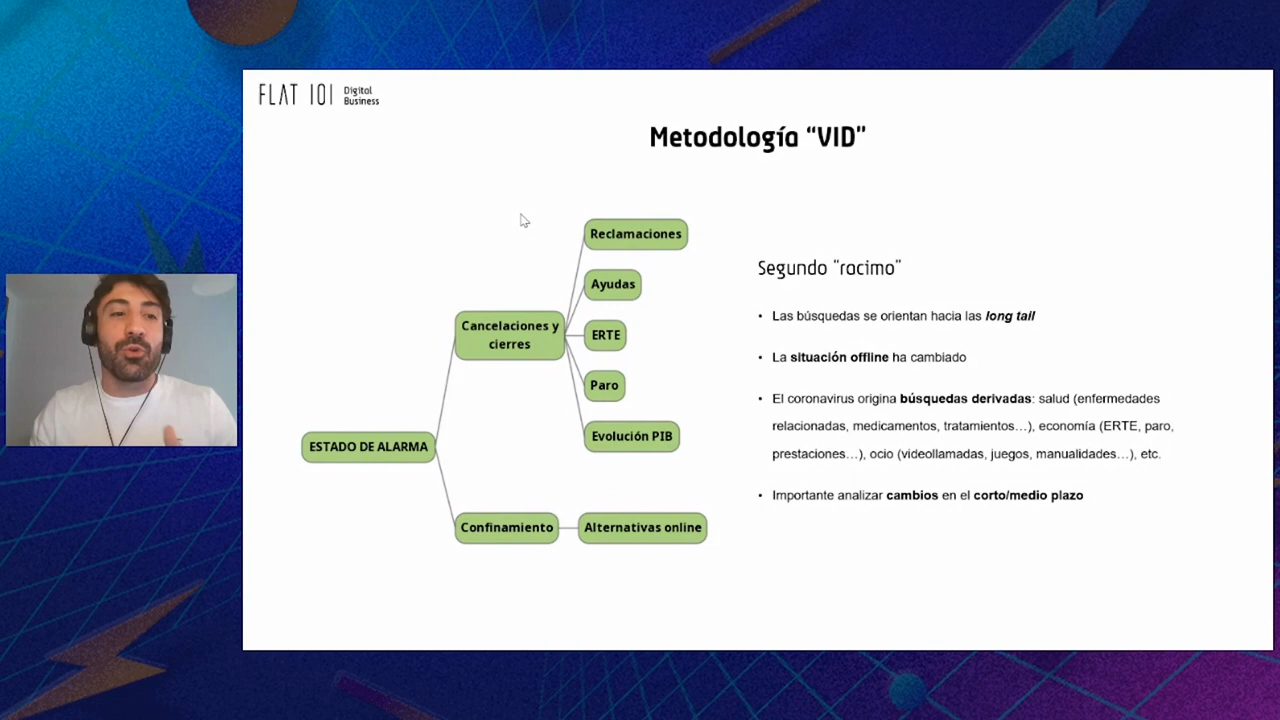 FLAT 101 Digital Business
Metodología “VID”
Reclamaciones
Ayudas
Cancelaciones y
cierres
ERTE
Paro
Evolución PIB
ESTADO DE ALARMA
Confinamiento
Alternativas online
Segundo "racimo"
• Las búsquedas se orientan hacia las long tail
• La situación offline ha cambiado
• El coronavirus origina búsquedas derivadas: salud (enfermedades
relacionadas, medicamentos, tratamientos…), economía (ERTE, paro,
prestaciones…), ocio (videollamadas, juegos, manualidades…), etc.
• Importante analizar cambios en el corto/medio plazo